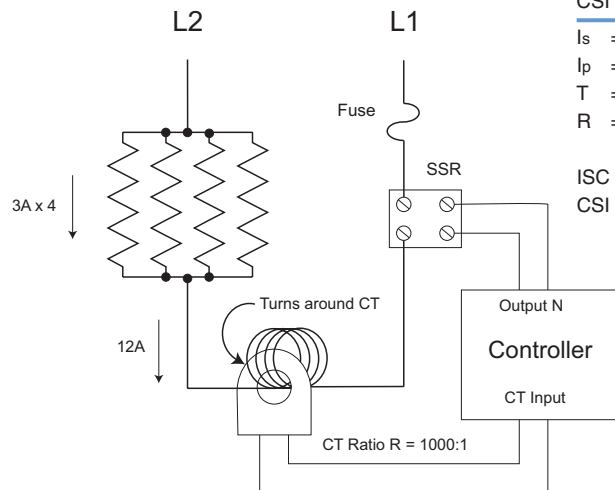 CSI
Is =
Ip =
T =
R =
ISC
CSI
L2
L1
Fuse
SSR
3A x 4
Turns around CT
12A
Output N
Controller
CT Input
CT Ratio R = 1000:1